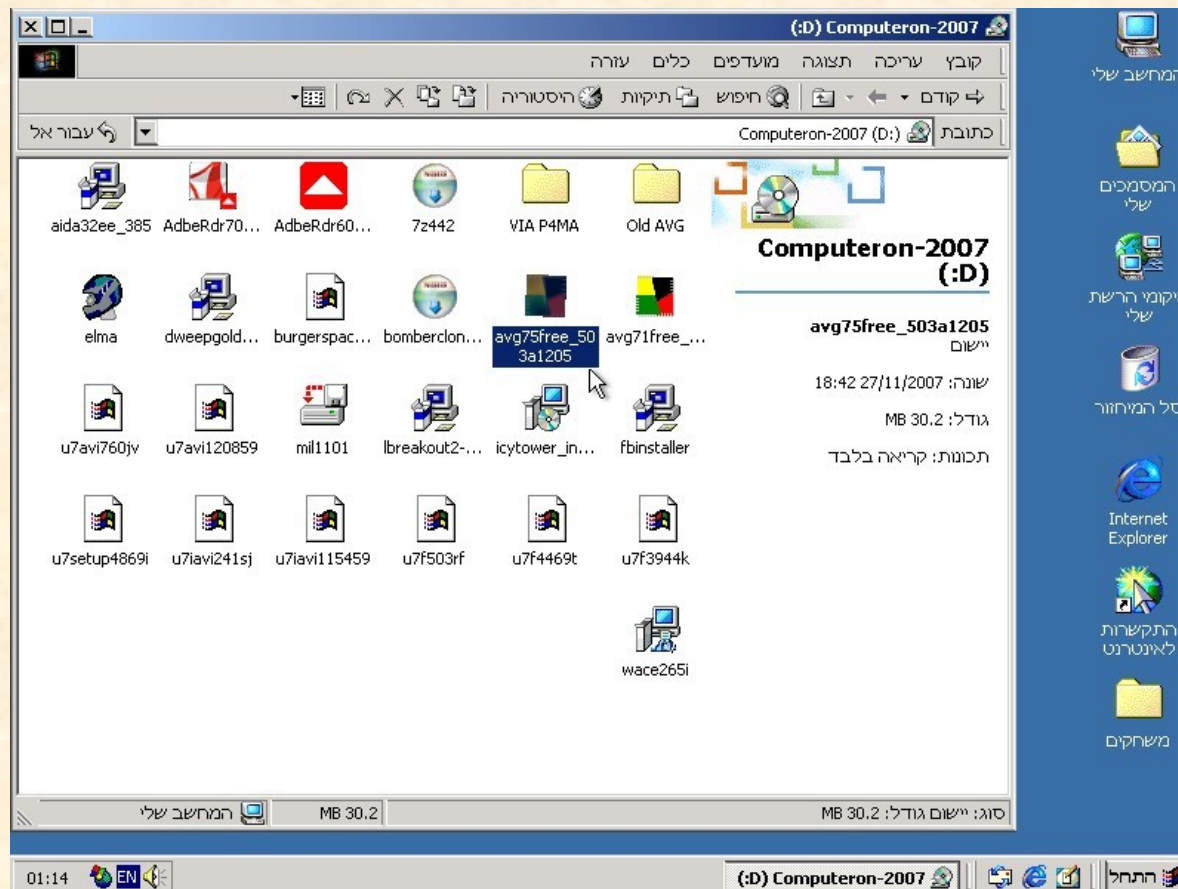 (:D) Computeron-2007
קובץ עריכה תצוגה מועדפים כלים עזרה
קודם חיפוש תיקיות היסטוריה
כתובת Computeron-2007 (D:) עבור אל
Computeron-2007
(:D)
avg75free_503a1205
יישום
שונה: 27/11/2007 18:42
גודל: 30.2 MB
תכונות: קריאה בלבד
Old AVG
VIA P4MA
7z442
AdbeRdr60...
AdbeRdr70...
aida32ee_385
avg71free_...
avg75free_50
3a1205
bomberclon...
burgerspac...
dweepgold...
elma
fbinstaller
icytower_in...
lbreakout2-...
mil1101
u7avi120859
u7avi760jv
u7f3944k
u7f4469t
u7f503rf
u7iavi115459
u7iavi241sj
u7setup4869i
wace265i
סוג: יישום גודל: 30.2 MB
30.2 MB
המחשב שלי
המחשב שלי
המסמכים
שלי
מיקומי הרשת
שלי
סל המיחזור
Internet
Explorer
התקשרות
לאינטרנט
משחקים
התחל
(:D) Computeron-2007
EN
01:14